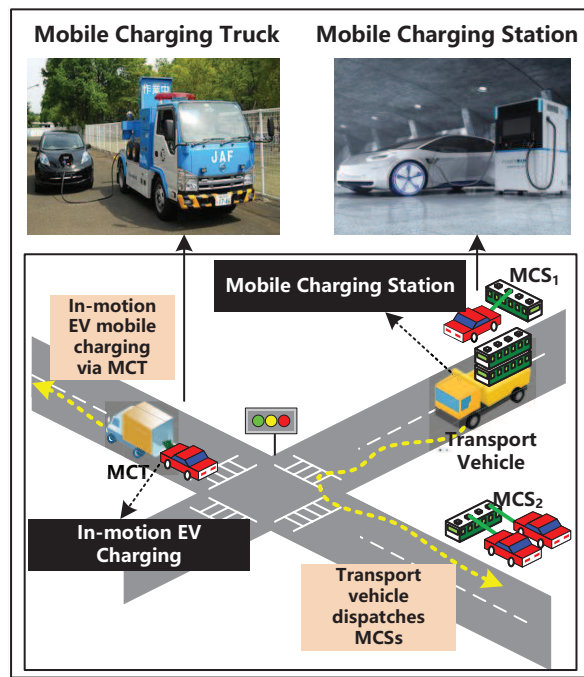 Mobile Charging Truck
Mobile Charging Station
作業中
JAF
MCS1
Mobile Charging Station
In-motion
EV mobile
charging
via MCT
MCT
Transport
Vehicle
MCS2
In-motion EV
Charging
Transport
vehicle
dispatches
MCSs